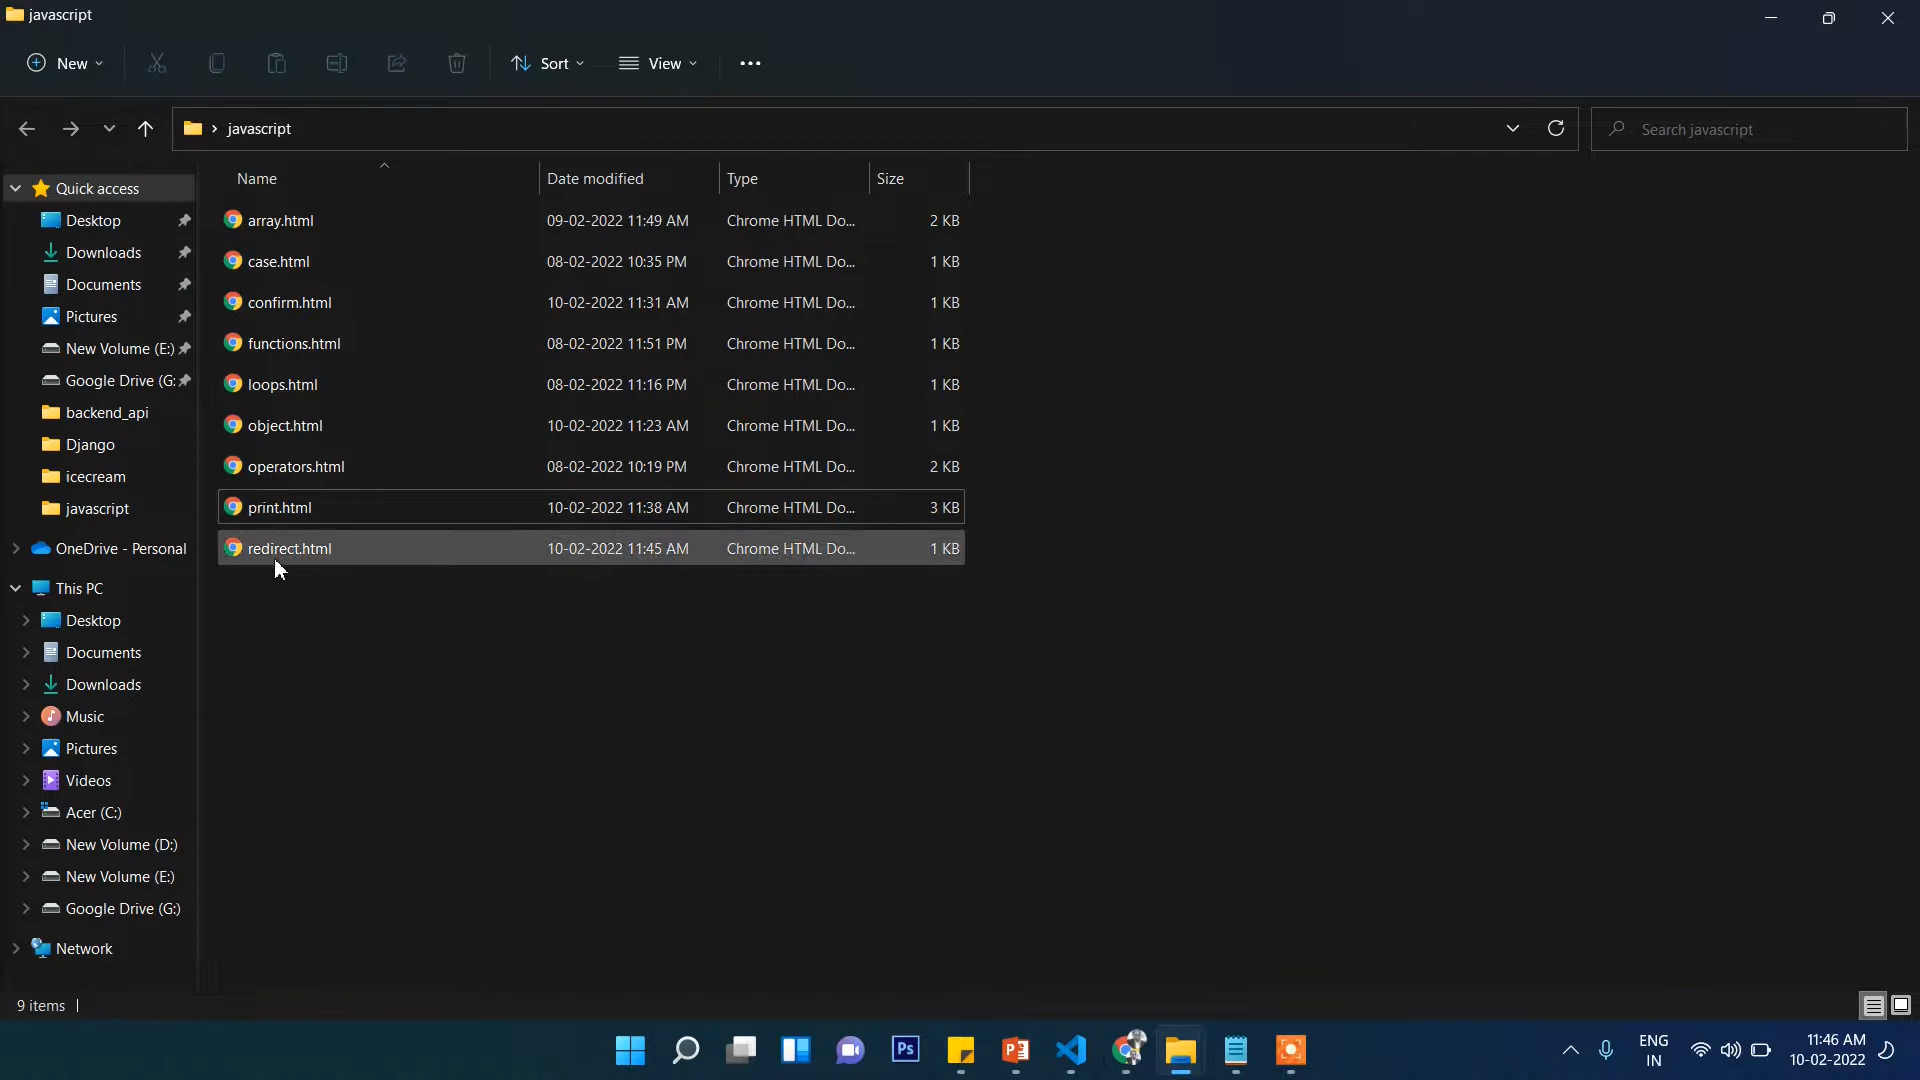 javascript
New
Sort
View
javascript
Search javascript
Name Date modified Type Size
Quick access
Desktop
Downloads
Documents
Pictures
New Volume (E:)
Google Drive (G:
backend_api
Django
icecream
javascript
OneDrive - Personal
This PC
Desktop
Documents
Downloads
Music
Pictures
Videos
Acer (C:)
New Volume (D:)
New Volume (E:)
Google Drive (G:)
Network
array.html 09-02-2022 11:49 AM Chrome HTML Do... 2 KB
case.html 08-02-2022 10:35 PM Chrome HTML Do... 1 KB
confirm.html 10-02-2022 11:31 AM Chrome HTML Do... 1 KB
functions.html 08-02-2022 11:51 PM Chrome HTML Do... 1 KB
loops.html 08-02-2022 11:16 PM Chrome HTML Do... 1 KB
object.html 10-02-2022 11:23 AM Chrome HTML Do... 1 KB
operators.html 08-02-2022 10:19 PM Chrome HTML Do... 2 KB
print.html 10-02-2022 11:38 AM Chrome HTML Do... 3 KB
redirect.html 10-02-2022 11:45 AM Chrome HTML Do... 1 KB
9 items
Ps
P
ENG
IN
11:46 AM
10-02-2022